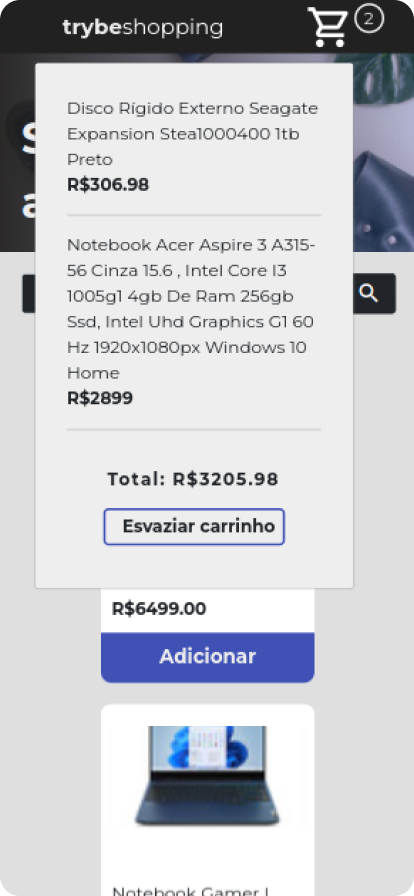 trybeshopping
2
S
a
Disco Rígido Externo Seagate
Expansion Stea1000400 1tb
Preto
R$306.98
Notebook Acer Aspire 3 A315-
56 Cinza 15.6 , Intel Core I3
1005g1 4gb De Ram 256gb
Ssd, Intel Uhd Graphics G1 60
Hz 1920x1080px Windows 10
Home
R$2899
Total: R$3205.98
Esvaziar carrinho
R$6499.00
Adicionar
Notebook Gamer